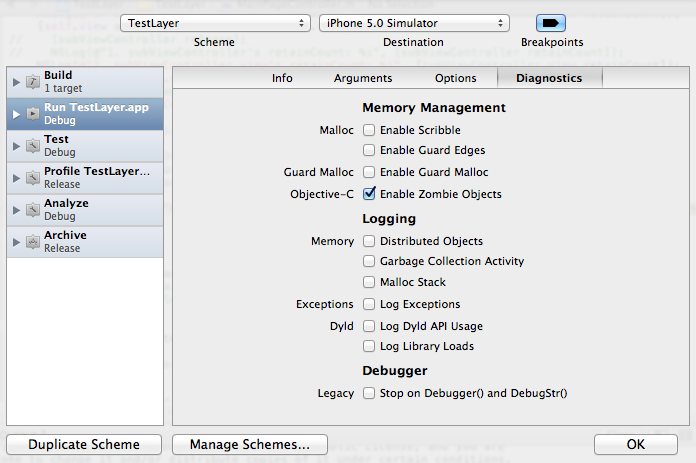 TestLayer
iPhone 5.0 Simulator
Scheme
Destination
Breakpoints
Build
1 target
Run TestLayer.app
Debug
Test
Debug
Profile TestLayer...
Release
Analyze
Debug
Archive
Release
Info Arguments Options Diagnostics
Memory Management
Malloc Enable Scribble
Enable Guard Edges
Guard Malloc Enable Guard Malloc
Objective-C Enable Zombie Objects
Logging
Memory Distributed Objects
Garbage Collection Activity
Malloc Stack
Exceptions Log Exceptions
Dyld Log Dyld API Usage
Log Library Loads
Debugger
Legacy Stop on Debugger() and DebugStr()
Duplicate Scheme
Manage Schemes...
OK